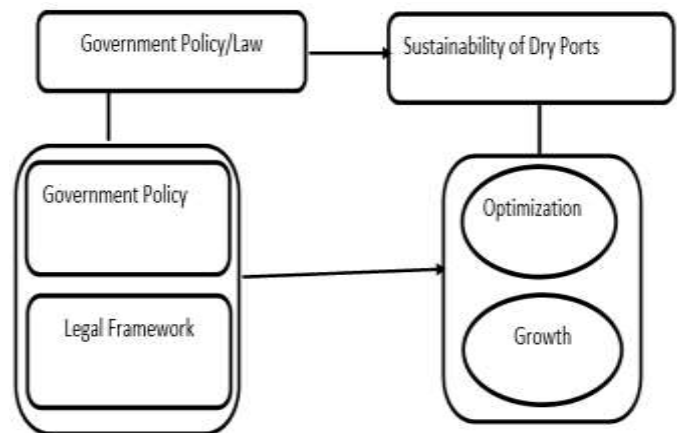 Government Policy/Law
Sustainability of Dry Ports
Government Policy
Legal Framework
Optimization
Growth